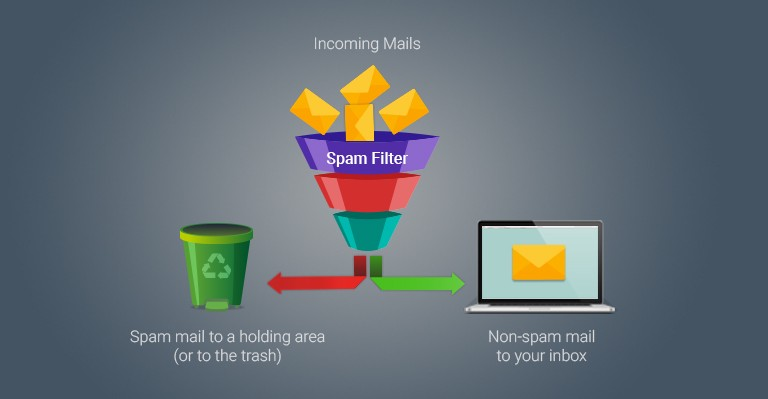 Incoming Mails
Spam Filter
Spam mail to a holding area
(or to the trash)
Non-spam mail
to your inbox